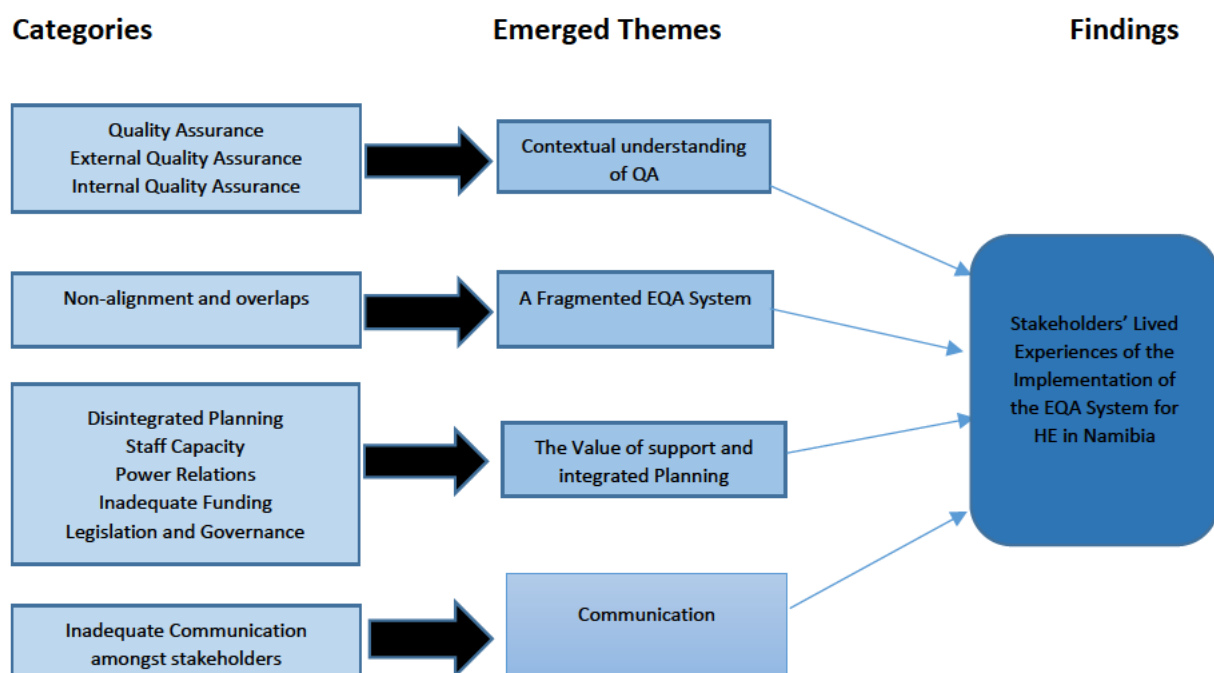 Categories
Emerged Themes
Findings
Quality Assurance
External Quality Assurance
Internal Quality Assurance
Contextual understanding
of QA
Non-alignment and overlaps
A Fragmented EQA System
Disintegrated Planning
Staff Capacity
Power Relations
Inadequate Funding
Legislation and Governance
The Value of support and
integrated Planning
Inadequate Communication
amongst stakeholders
Communication
Stakeholders' Lived
Experiences of the
Implementation of
the EQA System for
HE in Namibia